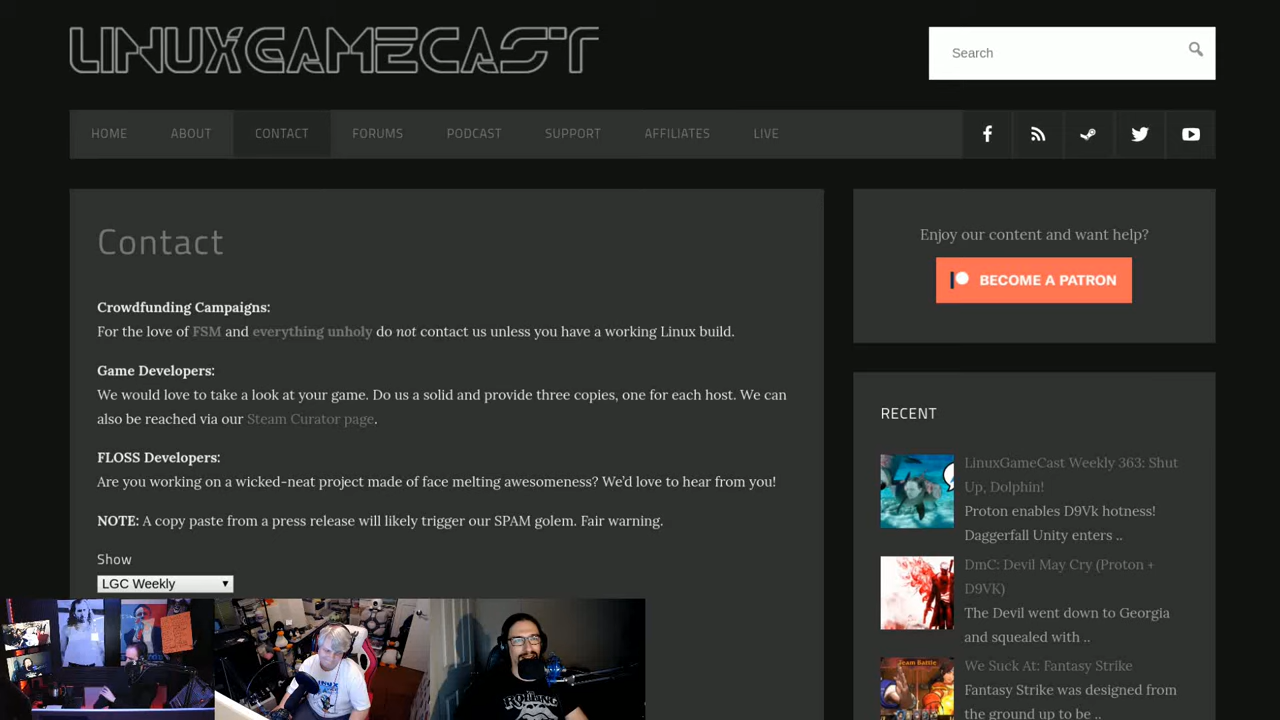 LINUXGAMECAST
Search
HOME
ABOUT
CONTACT
FORUMS
PODCAST
SUPPORT
AFFILIATES
LIVE
Contact
Crowdfunding Campaigns:
For the love of FSM and everything unholy do not contact us unless you have a working Linux build.
Game Developers:
We would love to take a look at your game. Do us a solid and provide three copies, one for each host. We can
also be reached via our Steam Curator page.
FLOSS Developers:
Are you working on a wicked-neat project made of face melting awesomeness? We'd love to hear from you!
NOTE: A copy paste from a press release will likely trigger our SPAM golem. Fair warning.
Show
LGC Weekly
Enjoy our content and want help?
BECOME A PATRON
RECENT
LinuxGameCast Weekly 363: Shut
Up, Dolphin!
Proton enables D9Vk hotness!
Daggerfall Unity enters ..
DmC: Devil May Cry (Proton +
D9VK)
The Devil went down to Georgia
and squealed with ..
Team Battle
We Suck At: Fantasy Strike
Fantasy Strike was designed from
the ground up to be ..